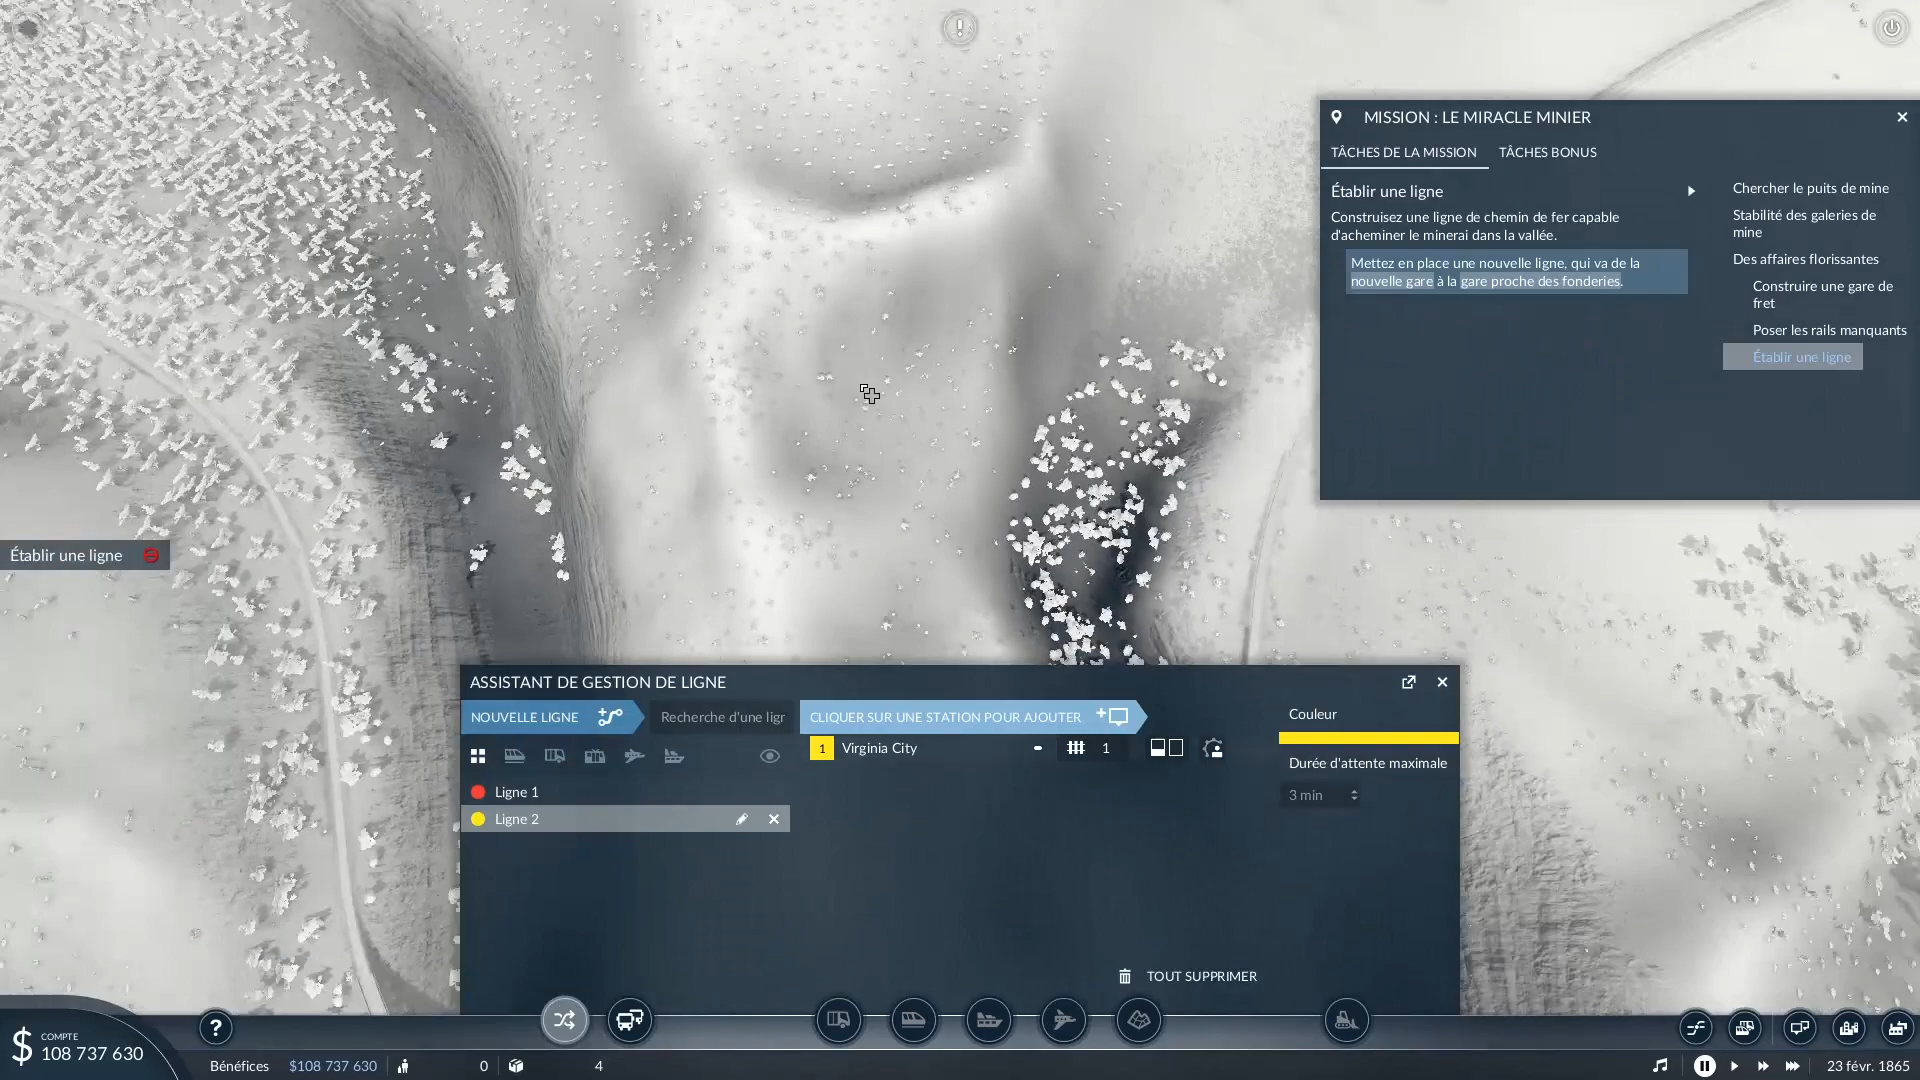 MISSION : LE MIRACLE MINIER
TÂCHES DE LA MISSION
TÂCHES BONUS
Établir une ligne
Construisez une ligne de chemin de fer capable
d'acheminer le minerai dans la vallée.
Mettez en place une nouvelle ligne, qui va de la
nouvelle gare à la gare proche des fonderies.
Chercher le puits de mine
Stabilité des galeries de
mine
Des affaires florissantes
Construire une gare de
fret
Poser les rails manquants
Établir une ligne
Établir une ligne
ASSISTANT DE GESTION DE LIGNE
NOUVELLE LIGNE
Recherche d'une ligr
CLIQUER SUR UNE STATION POUR AJOUTER
Couleur
1 Virginia City
1
Durée d'attente maximale
3 min
Ligne 1
Ligne 2
TOUT SUPPRIMER
?
$
COMPTE
108 737 630
Bénéfices $108 737 630
0
4
23 févr. 1865